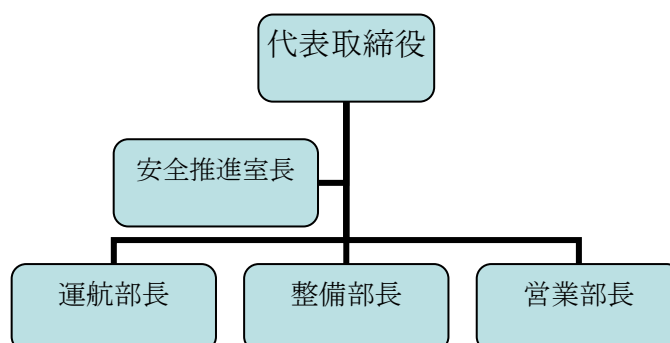 代表取締役
安全推進室長
運航部長
整備部長
営業部長